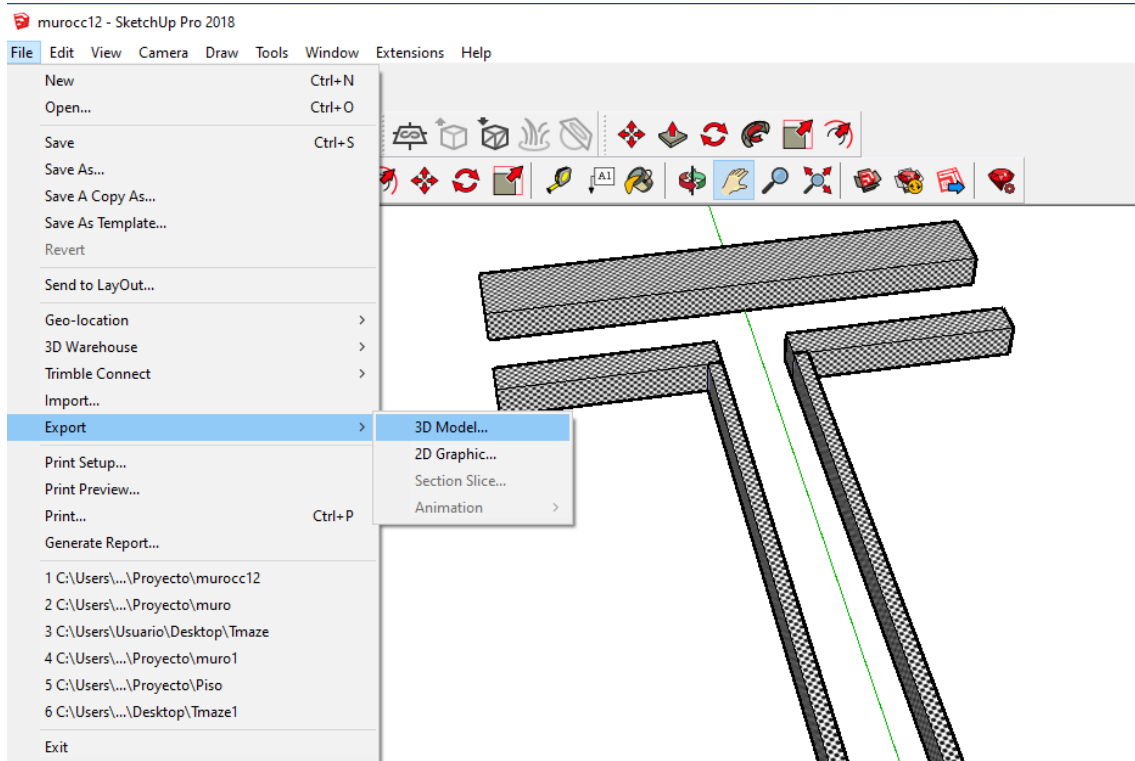 murocc12 - SketchUp Pro 2018
File Edit View Camera Draw Tools Window Extensions Help
New Ctrl+N
Open... Ctrl+O
Save Ctrl+S
Save As...
Save A Copy As...
Save As Template...
Revert
Send to LayOut...
Geo-location
3D Warehouse
Trimble Connect
Import...
Export
3D Model...
2D Graphic...
Section Slice...
Animation
Print Setup...
Print Preview...
Print... Ctrl+P
Generate Report...
1 C:\Users\...\Proyecto\murocc12
2 C:\Users\...\Proyecto\muro
3 C:\Users\Usuario\Desktop\Tmaze
4 C:\Users\...\Proyecto\muro1
5 C:\Users\...\Proyecto\Piso
6 C:\Users\...\Desktop\Tmaze1
Exit
A1